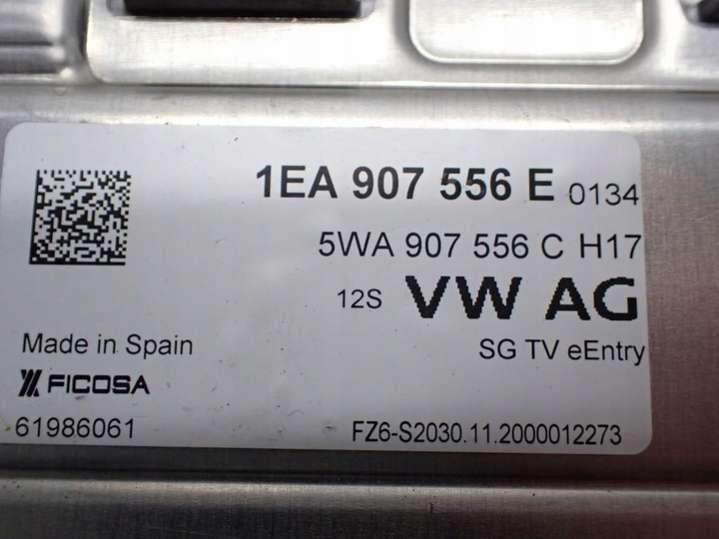 1EA 907 556 E 0134
5WA 907 556 C H17
12S VW AG
Made in Spain SG TV eEntry
FICOSA
61986061 FZ6-S2030.11.2000012273